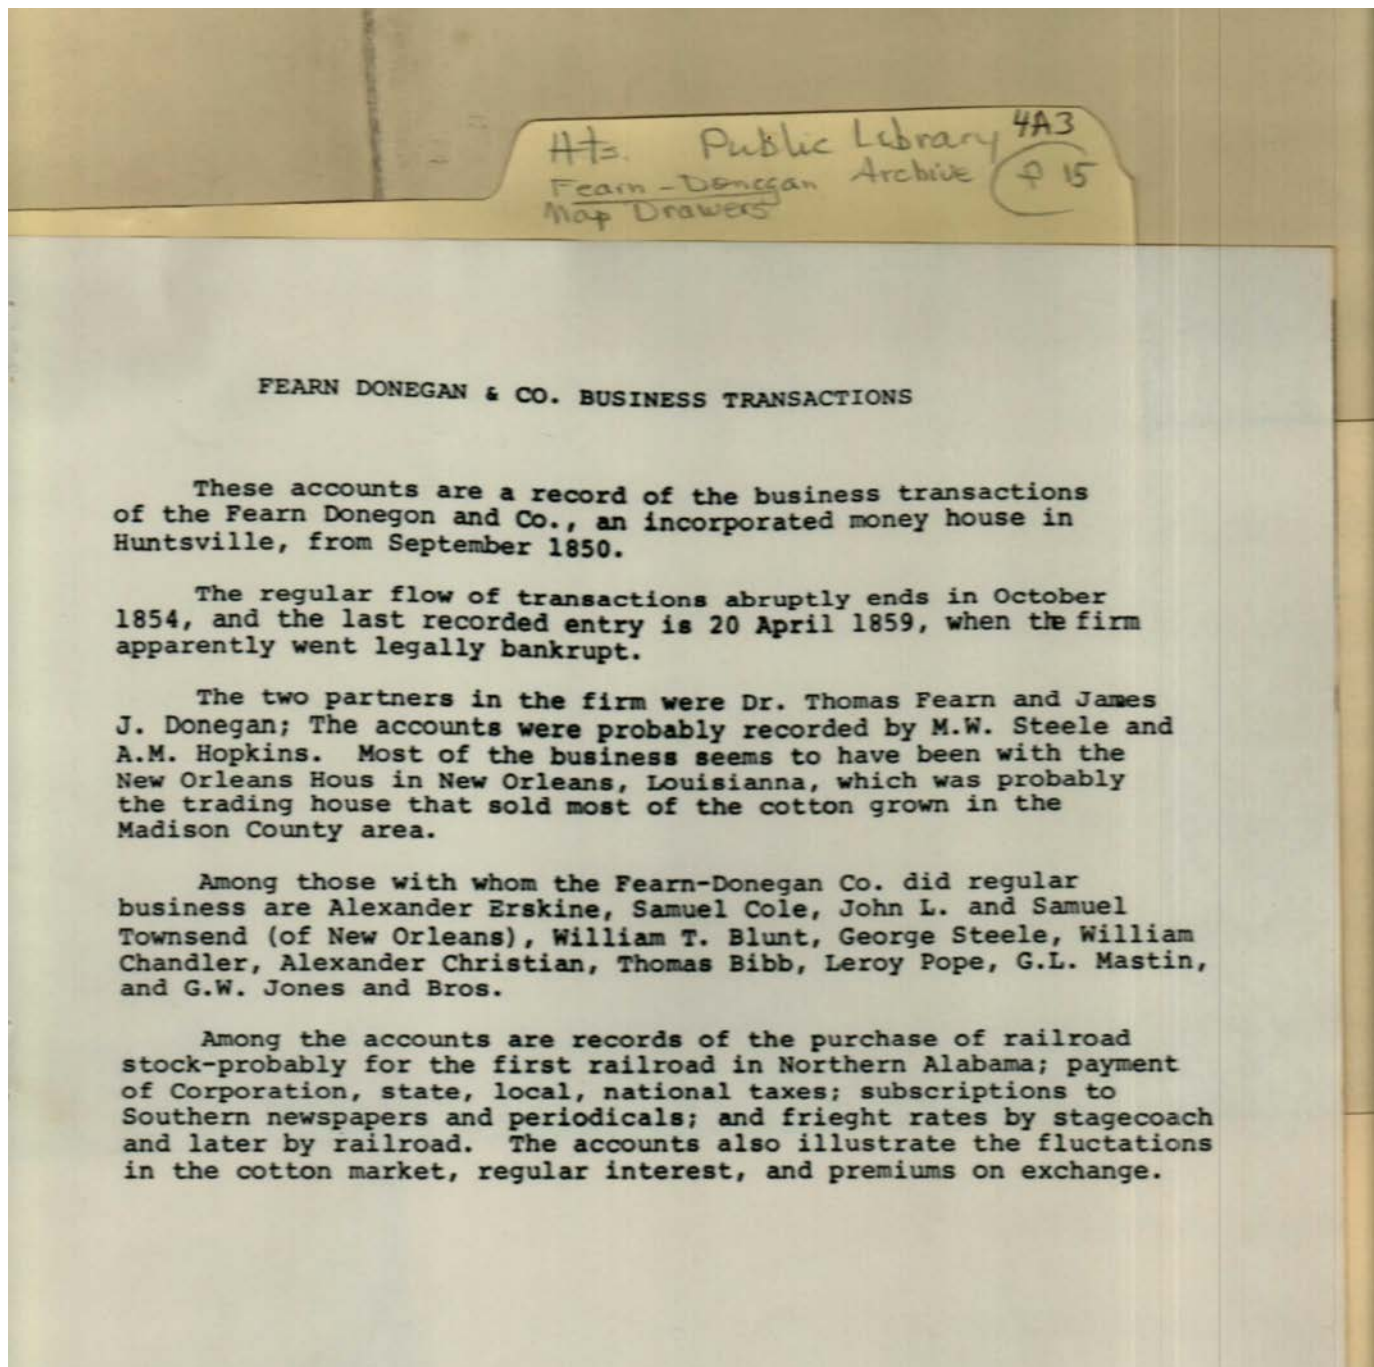 Hts. Public Library 4A3
Fearn - Donegan Archive P 15
Map Drawers
FEARN DONEGAN & CO. BUSINESS TRANSACTIONS
These accounts are a record of the business transactions
of the Fearn Donegon and Co., an incorporated money house in
Huntsville, from September 1850.
The regular flow of transactions abruptly ends in October
1854, and the last recorded entry is 20 April 1859, when the firm
apparently went legally bankrupt.
The two partners in the firm were Dr. Thomas Fearn and James
J. Donegan; The accounts were probably recorded by M.W. Steele and
A.M. Hopkins. Most of the business seems to have been with the
New Orleans Hous in New Orleans, Louisianna, which was probably
the trading house that sold most of the cotton grown in the
Madison County area.
Among those with whom the Fearn-Donegan Co. did regular
business are Alexander Erskine, Samuel Cole, John L. and Samuel
Townsend (of New Orleans), William T. Blunt, George Steele, William
Chandler, Alexander Christian, Thomas Bibb, Leroy Pope, G.L. Mastin,
and G.W. Jones and Bros.
Among the accounts are records of the purchase of railroad
stock-probably for the first railroad in Northern Alabama; payment
of Corporation, state, local, national taxes; subscriptions to
Southern newspapers and periodicals; and frieght rates by stagecoach
and later by railroad. The accounts also illustrate the fluctations
in the cotton market, regular interest, and premiums on exchange.